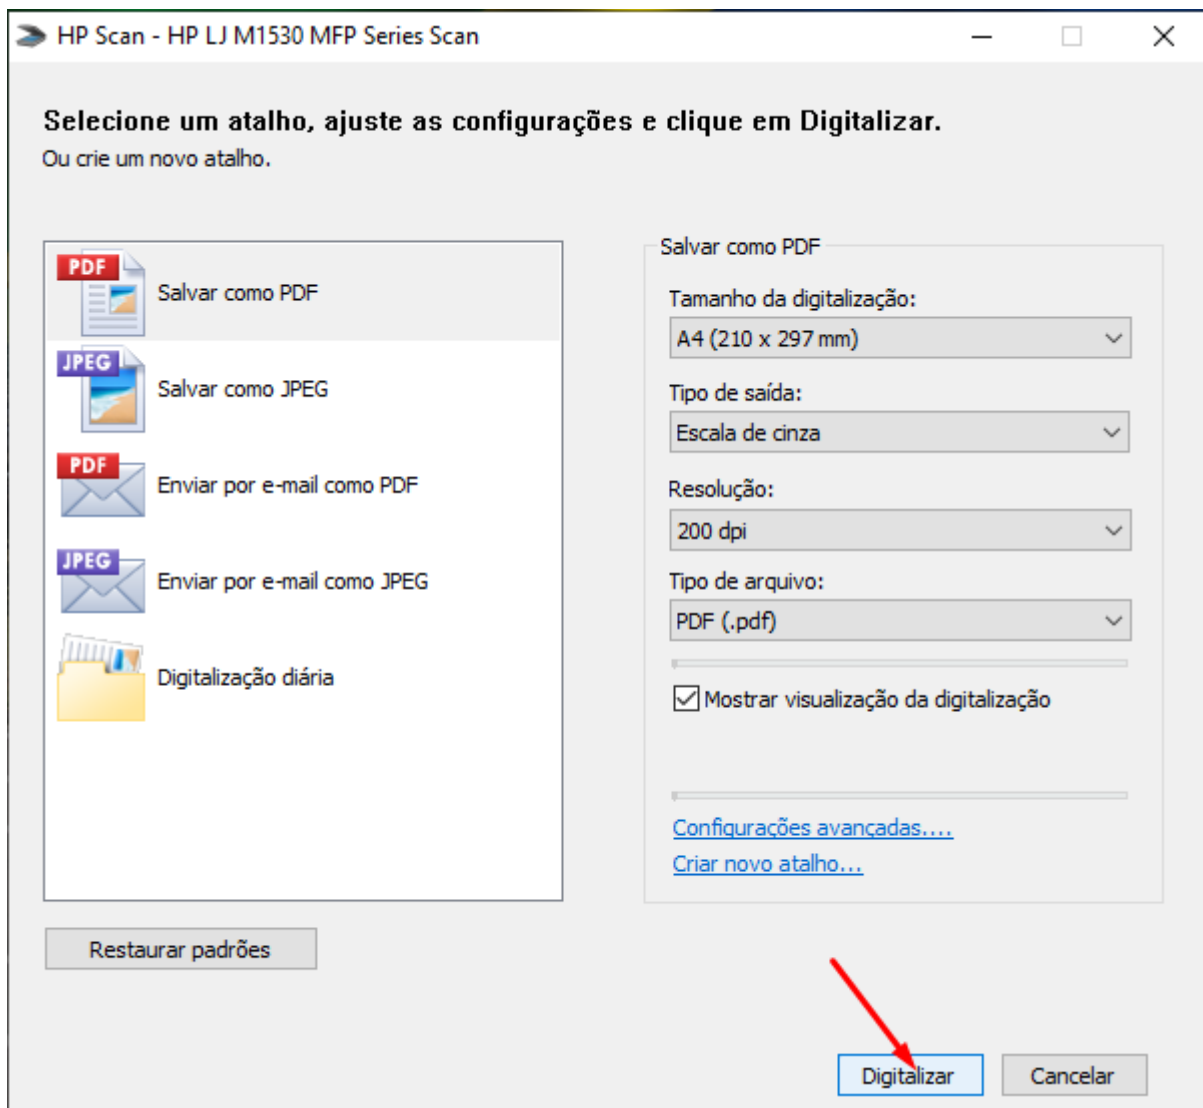 HP Scan - HP LJ M1530 MFP Series Scan
Selecione um atalho, ajuste as configurações e clique em Digitalizar.
Ou crie um novo atalho.
PDF
Salvar como PDF
JPEG
Salvar como JPEG
PDF
Enviar por e-mail como PDF
JPEG
Enviar por e-mail como JPEG
Digitalização diária
Restaurar padrões
Salvar como PDF
Tamanho da digitalização:
A4 (210 x 297 mm)
Tipo de saída:
Escala de cinza
Resolução:
200 dpi
Tipo de arquivo:
PDF (.pdf)
Mostrar visualização da digitalização
Configurações avançadas....
Criar novo atalho...
Digitalizar
Cancelar